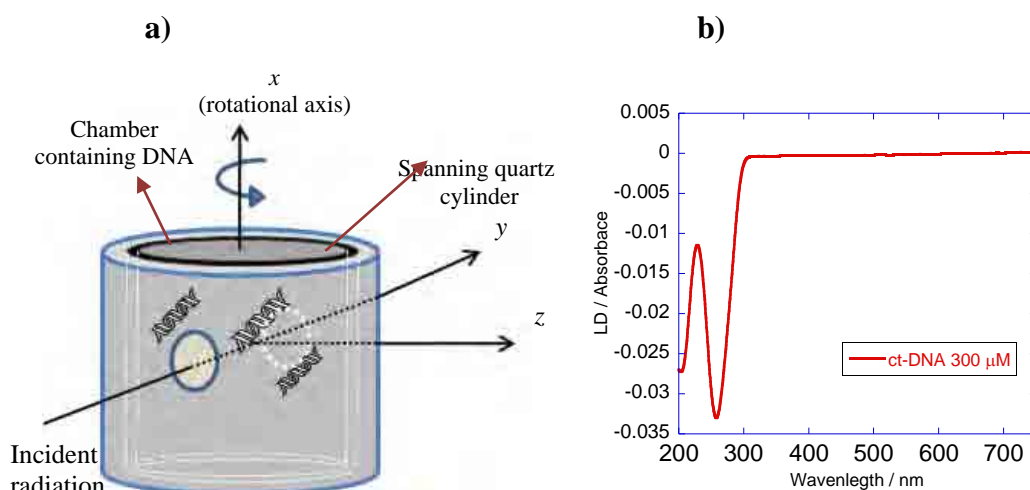 a)
x
(rotational axis)
Chamber
containing DNA
Spanning quartz
cylinder
y
z
Incident
radiation
b)
0.005
0
-0.005
-0.01
-0.015
-0.02
-0.025
-0.03
-0.035
LD / Absorbace
ct-DNA 300 μM
200 300 400 500 600 700
Wavenlegth / nm